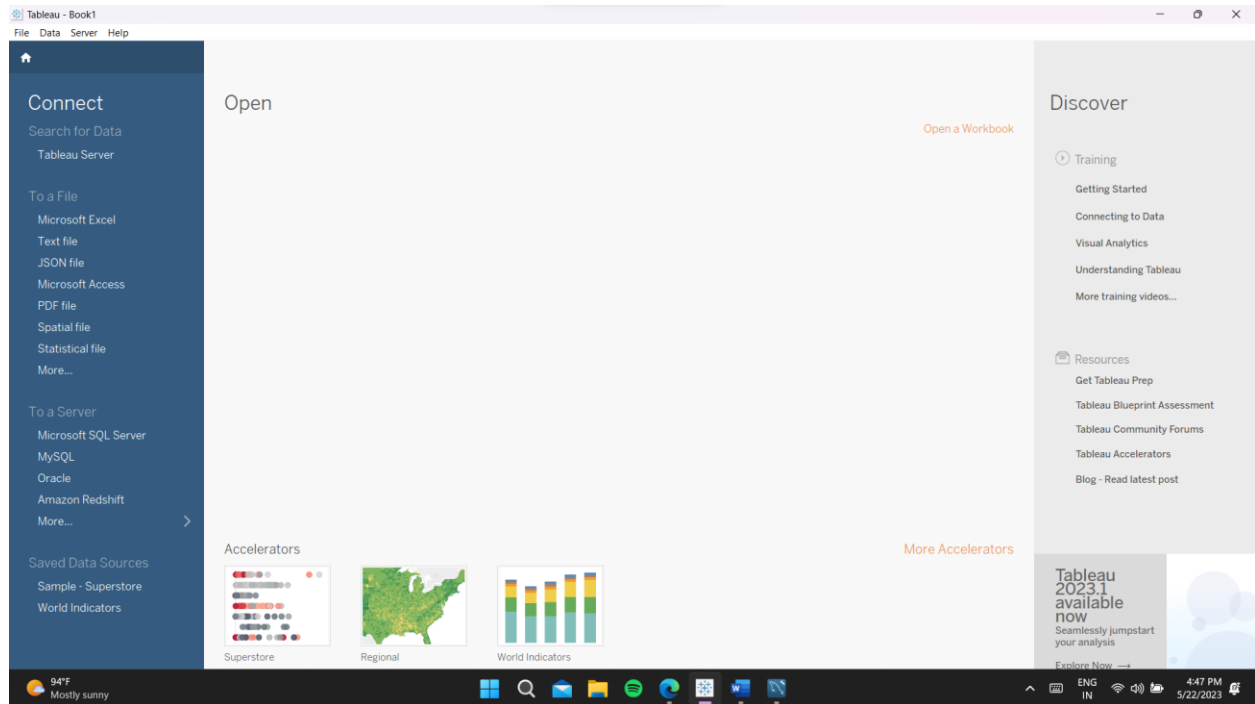 Tableau - Book1
File Data Server Help
Connect
Search for Data
Tableau Server
To a File
Microsoft Excel
Text file
JSON file
Microsoft Access
PDF file
Spatial file
Statistical file
More...
To a Server
Microsoft SQL Server
MySQL
Oracle
Amazon Redshift
More...
Saved Data Sources
Sample - Superstore
World Indicators
Open
Open a Workbook
Accelerators
More Accelerators
Superstore
Regional
World Indicators
Discover
Training
Getting Started
Connecting to Data
Visual Analytics
Understanding Tableau
More training videos...
Resources
Get Tableau Prep
Tableau Blueprint Assessment
Tableau Community Forums
Tableau Accelerators
Blog - Read latest post
Tableau
2023.1
available
now
Seamlessly jumpstart
your analysis
Explore Now →
94°F
Mostly sunny
W
ENG
IN
4:47 PM
5/22/2023